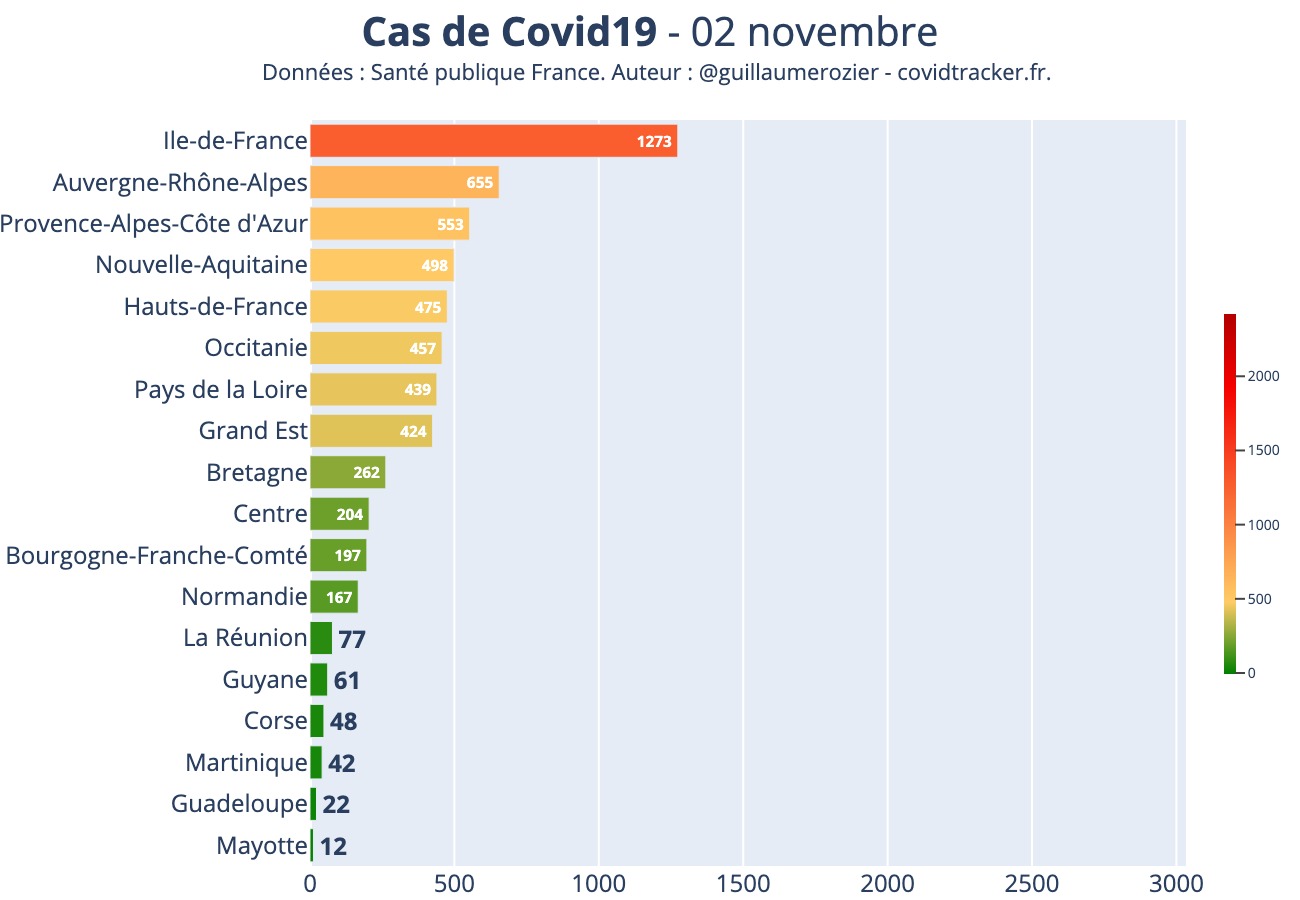 Cas de Covid19 - 02 novembre
Données : Santé publique France. Auteur : @guillaumerozier - covidtracker.fr.
Ile-de-France 1273
Auvergne-Rhône-Alpes 655
Provence-Alpes-Côte d'Azur 553
Nouvelle-Aquitaine 498
Hauts-de-France 475
Occitanie 457
Pays de la Loire 439
Grand Est 424
Bretagne 262
Centre 204
Bourgogne-Franche-Comté 197
Normandie 167
La Réunion 77
Guyane 61
Corse 48
Martinique 42
Guadeloupe 22
Mayotte 12
0 500 1000 1500 2000 2500 3000
2000
1500
1000
500
0